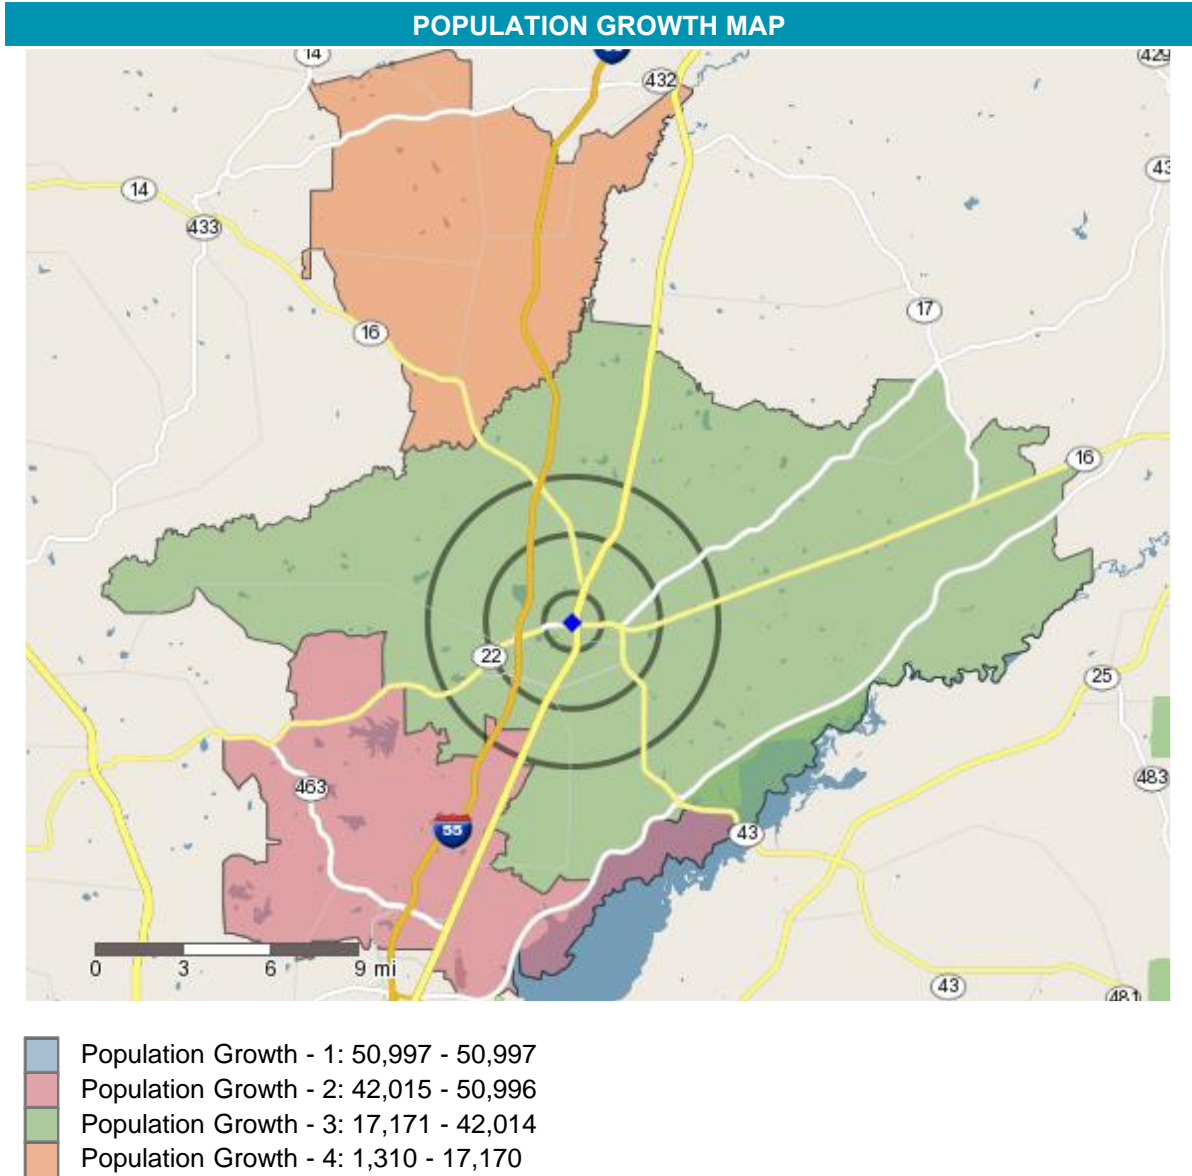 POPULATION GROWTH MAP
14
432
429
14
433
43
17
16
16
22
25
463
483
55
43
0 3 6 9 mi
43
481
Population Growth - 1: 50,997 - 50,997
Population Growth - 2: 42,015 - 50,996
Population Growth - 3: 17,171 - 42,014
Population Growth - 4: 1,310 - 17,170